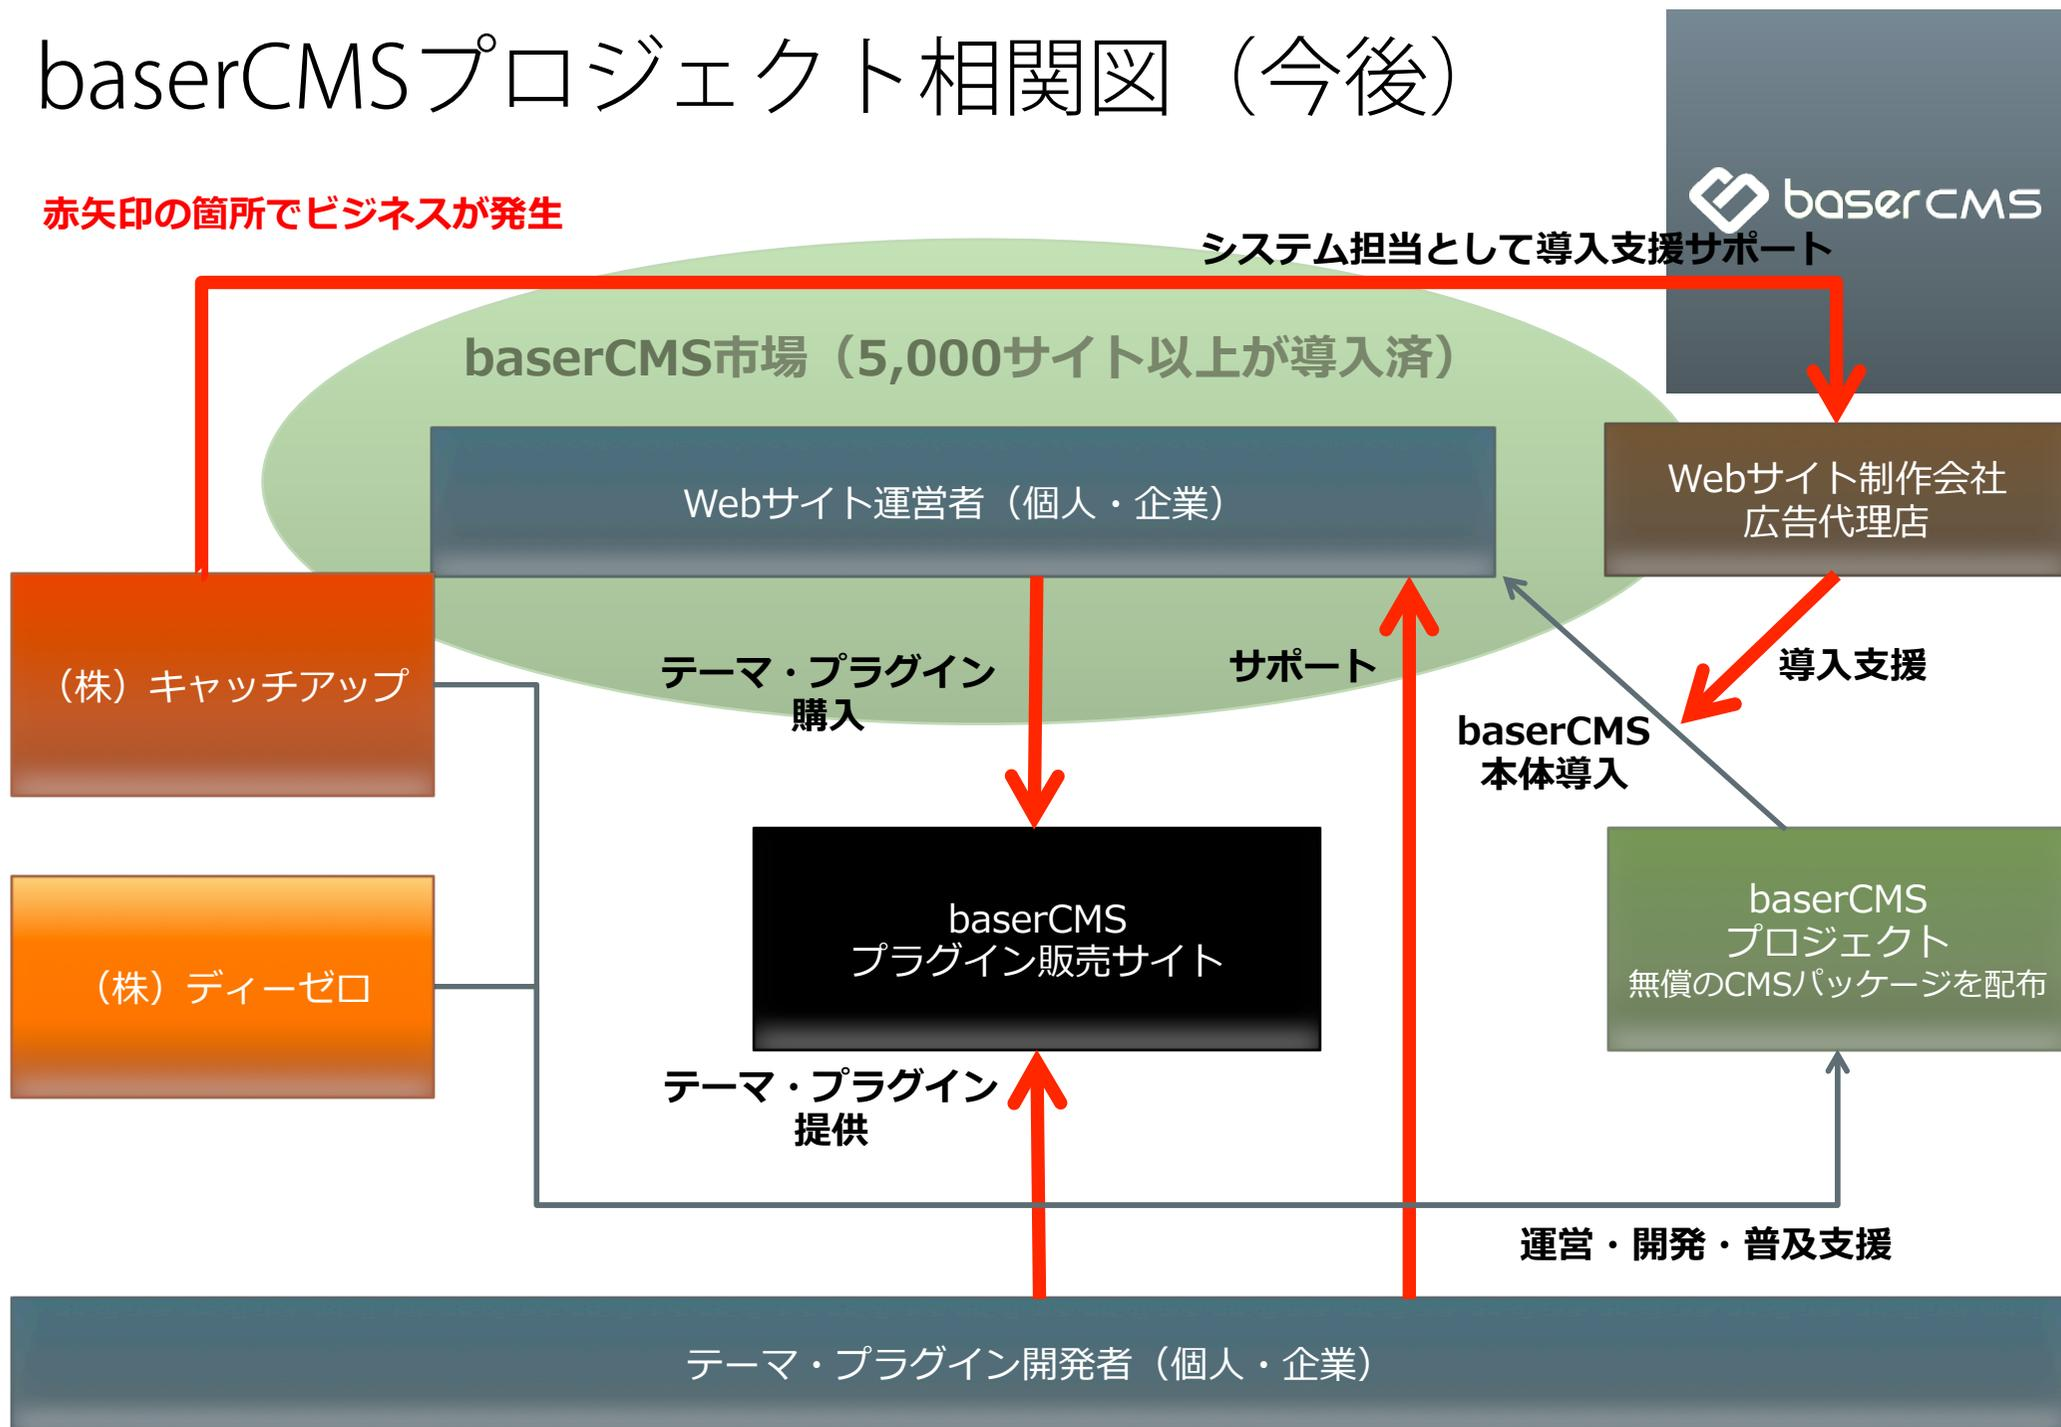 baserCMSプロジェクト相関図（今後）
baserCMS
赤矢印の箇所でビジネスが発生
システム担当として導入支援サポート
baserCMS市場（5,000サイト以上が導入済）
Webサイト運営者（個人・企業）
Webサイト制作会社
広告代理店
（株）キャッチアップ
テーマ・プラグイン
購入
サポート
導入支援
baserCMS
本体導入
（株）ディーゼロ
baserCMS
プラグイン販売サイト
baserCMS
プロジェクト
無償のCMSパッケージを配布
テーマ・プラグイン
提供
運営・開発・普及支援
テーマ・プラグイン開発者（個人・企業）